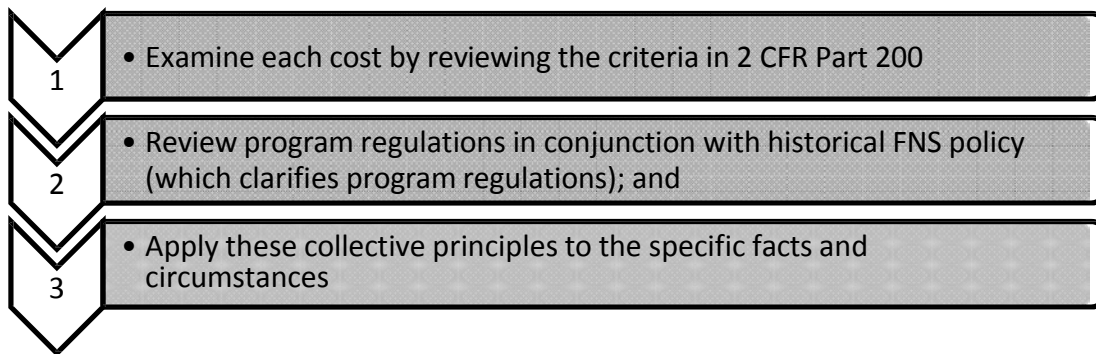 1
• Examine each cost by reviewing the criteria in 2 CFR Part 200
2
• Review program regulations in conjunction with historical FNS policy
(which clarifies program regulations); and
3
• Apply these collective principles to the specific facts and
circumstances